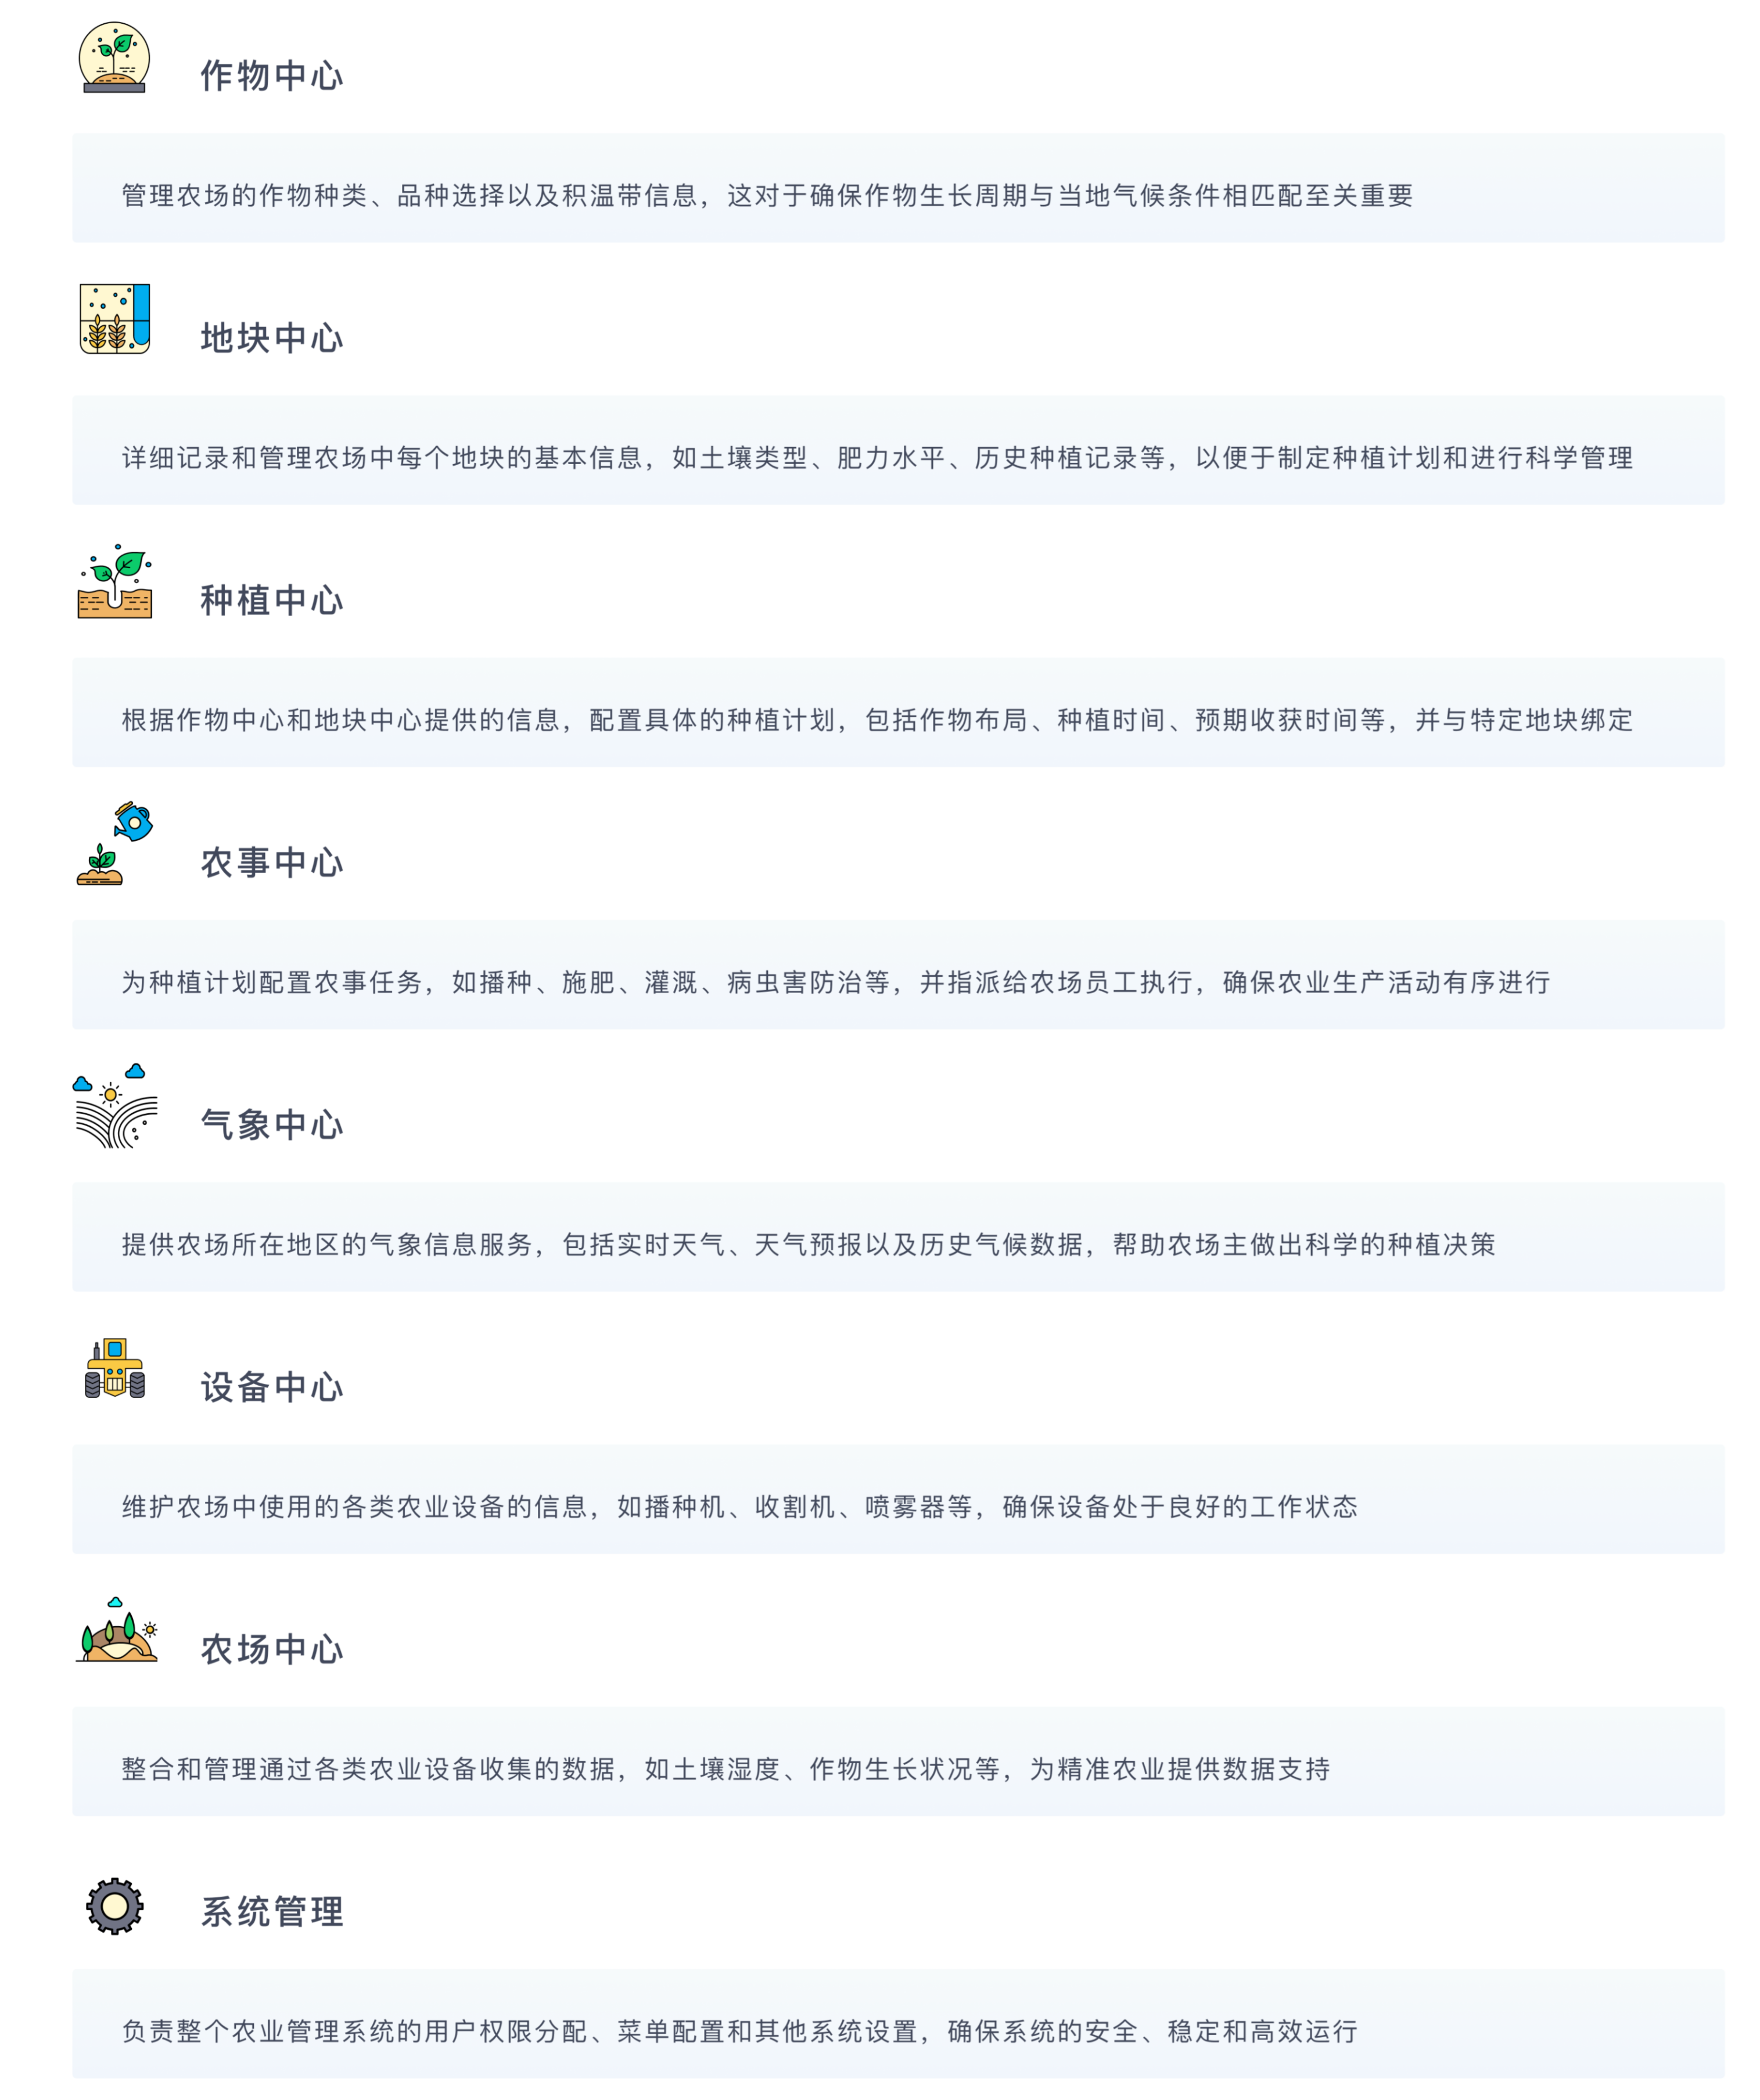 作物中心
管理农场的作物种类、品种选择以及积温带信息，这对于确保作物生长周期与当地气候条件相匹配至关重要
地块中心
详细记录和管理农场中每个地块的基本信息，如土壤类型、肥力水平、历史种植记录等，以便于制定种植计划和进行科学管理
种植中心
根据作物中心和地块中心提供的信息，配置具体的种植计划，包括作物布局、种植时间、预期收获时间等，并与特定地块绑定
农事中心
为种植计划配置农事任务，如播种、施肥、灌溉、病虫害防治等，并指派给农场员工执行，确保农业生产活动有序进行
气象中心
提供农场所在地区的气象信息服务，包括实时天气、天气预报以及历史气候数据，帮助农场主做出科学的种植决策
设备中心
维护农场中使用的各类农业设备的信息，如播种机、收割机、喷雾器等，确保设备处于良好的工作状态
农场中心
整合和管理通过各类农业设备收集的数据，如土壤湿度、作物生长状况等，为精准农业提供数据支持
系统管理
负责整个农业管理系统的用户权限分配、菜单配置和其他系统设置，确保系统的安全、稳定和高效运行